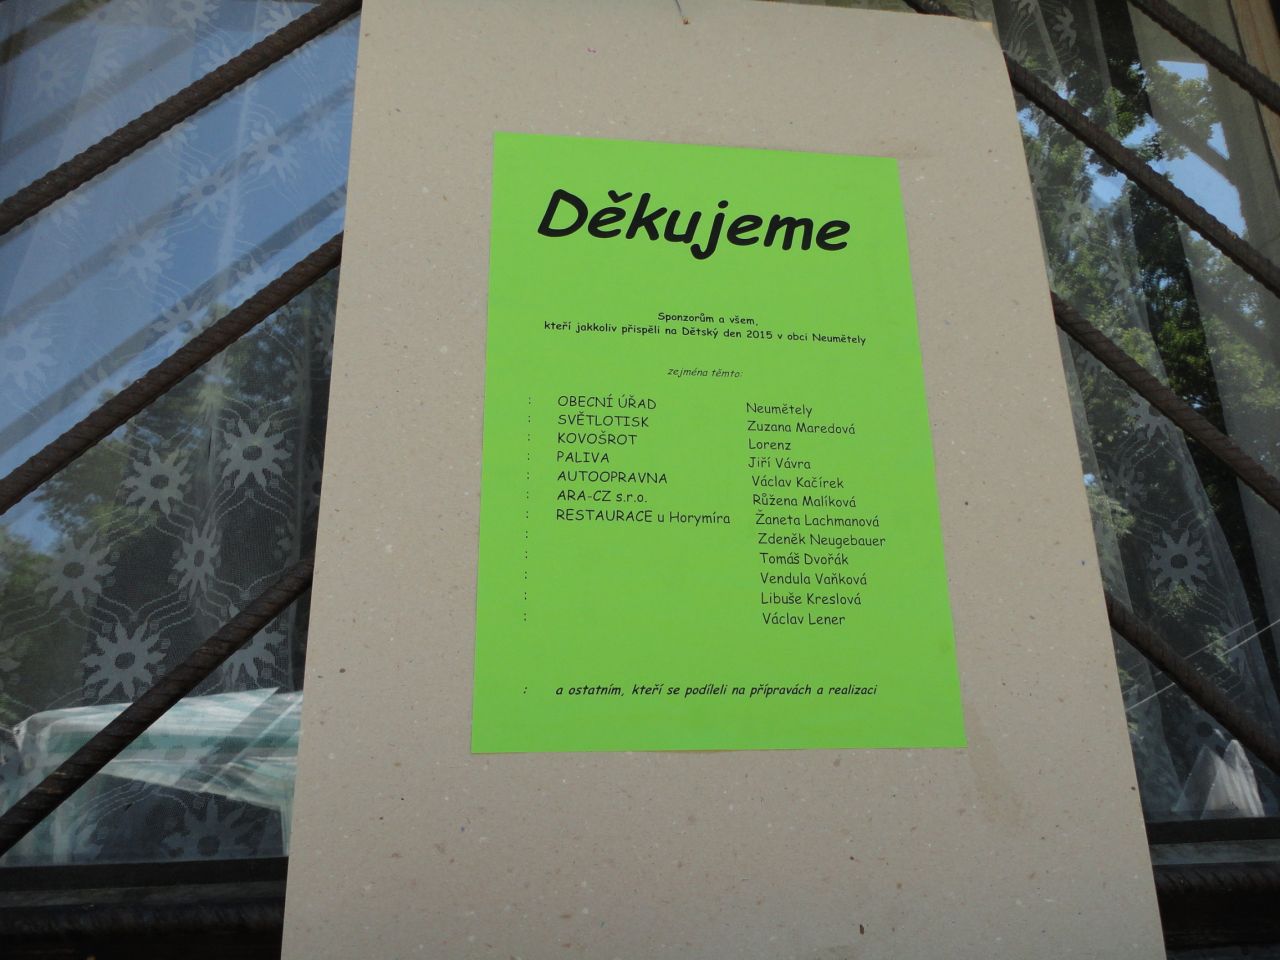 Děkujeme
Sponzorům a všem,
kteří jakkoliv přispěli na Dětský den 2015 v obci Neumětely
zejména těmto:
: OBECNÍ ÚŘAD Neumětely
: SVĚTLOTISK Zuzana Maredová
: KOVOŠROT Lorenz
: PALIVA Jiří Vávra
: AUTOOPRAVNA Václav Kačírek
: ARA-CZ s.r.o. Růžena Malíková
: RESTAURACE u Horymíra Žaneta Lachmanová
: Zdeněk Neugebauer
: Tomáš Dvořák
: Vendula Vaňková
: Libuše Kreslová
: Václav Lener
: a ostatním, kteří se podíleli na přípravách a realizaci